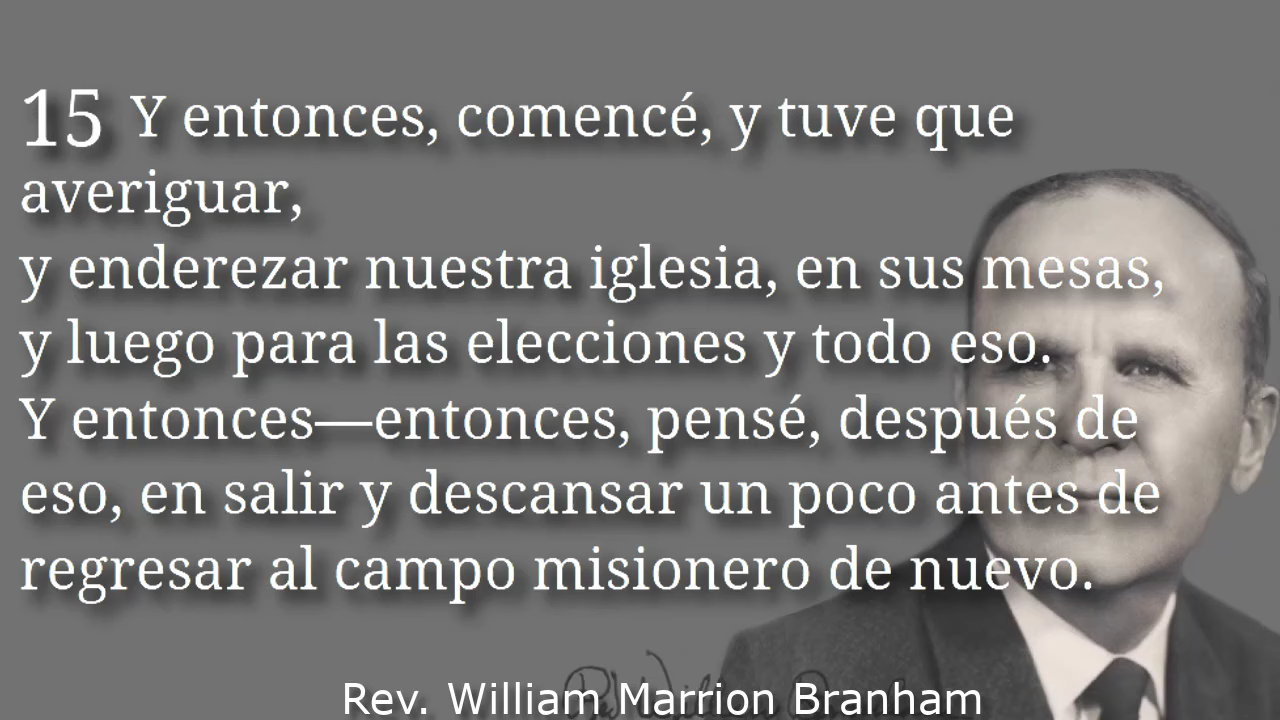 15 Y entonces, comencé, y tuve que
averiguar,
y enderezar nuestra iglesia, en sus mesas,
y luego para las elecciones y todo eso.
Y entonces—entonces, pensé, después de
eso, en salir y descansar un poco antes de
regresar al campo misionero de nuevo.
Rev. William Marrion Branham